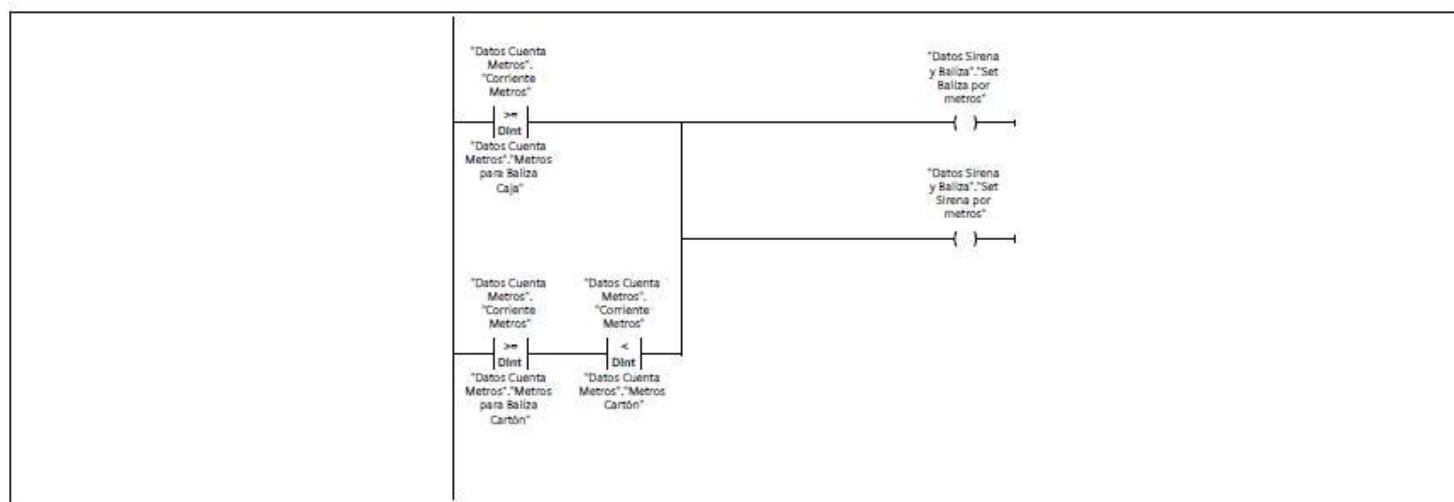 "Datos Cuenta
Metros".
"Corriente
Metros"
>=
DInt
"Datos Cuenta
Metros"."Metros
para Baliza
Caja"
"Datos Sirena
y Baliza"."Set
Baliza por
metros"
"Datos Sirena
y Baliza"."Set
Sirena por
metros"
"Datos Cuenta
Metros".
"Corriente
Metros"
>=
DInt
"Datos Cuenta
Metros"."Metros
para Baliza
Cartón"
"Datos Cuenta
Metros".
"Corriente
Metros"
<
DInt
"Datos Cuenta
Metros"."Metros
Cartón"